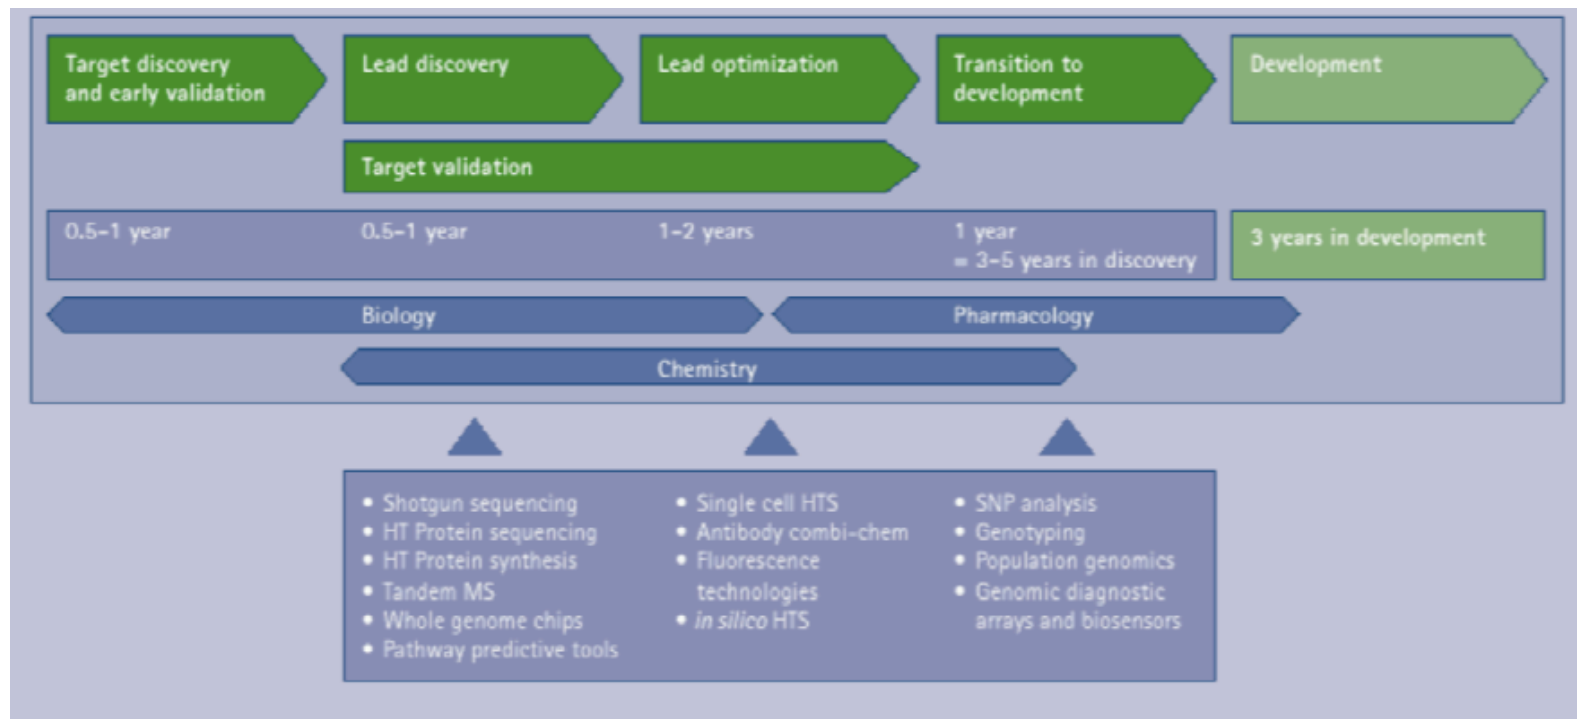 Target discovery
and early validation
Lead discovery
Lead optimization
Transition to
development
Development
Target validation
0.5–1 year
0.5–1 year
1–2 years
1 year
= 3–5 years in discovery
3 years in development
Biology
Pharmacology
Chemistry
• Shotgun sequencing
• HT Protein sequencing
• HT Protein synthesis
• Tandem MS
• Whole genome chips
• Pathway predictive tools
• Single cell HTS
• Antibody combi-chem
• Fluorescence
technologies
• in silico HTS
• SNP analysis
• Genotyping
• Population genomics
• Genomic diagnostic
arrays and biosensors